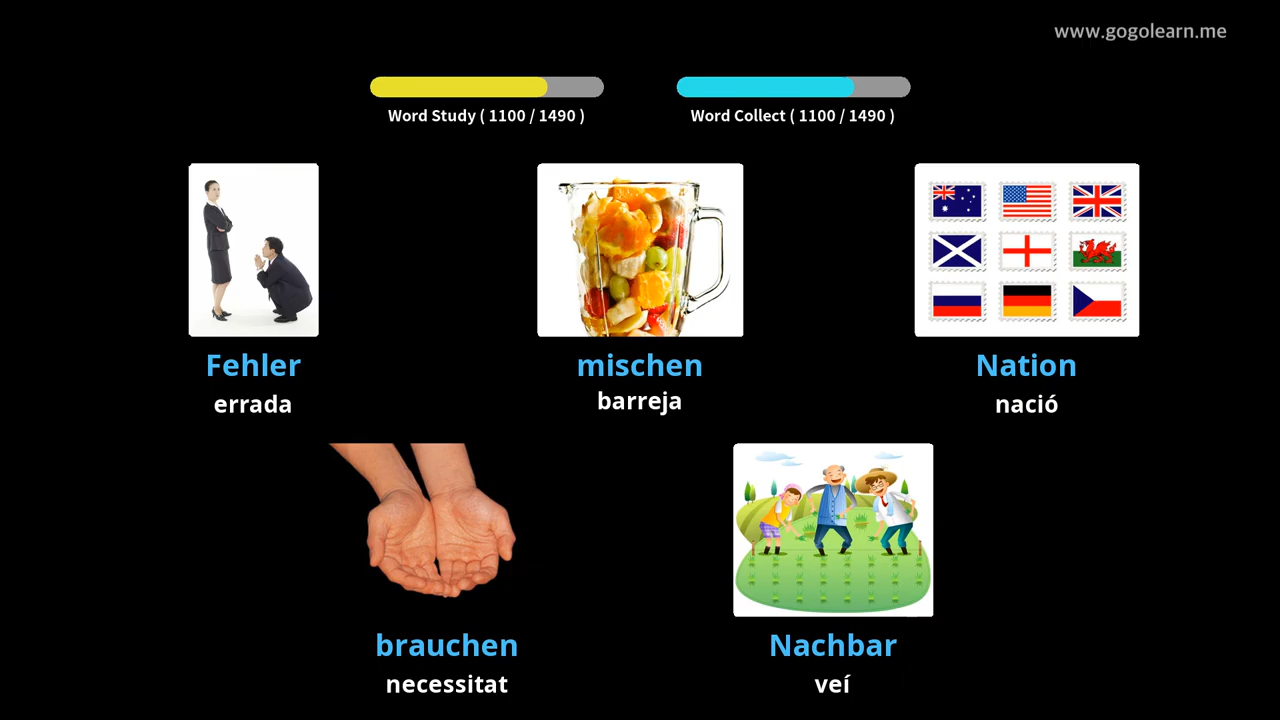 www.gogolearn.me
Word Study ( 1100 / 1490 )
Word Collect ( 1100 / 1490 )
Fehler
errada
mischen
barreja
Nation
nació
brauchen
necessitat
Nachbar
veí